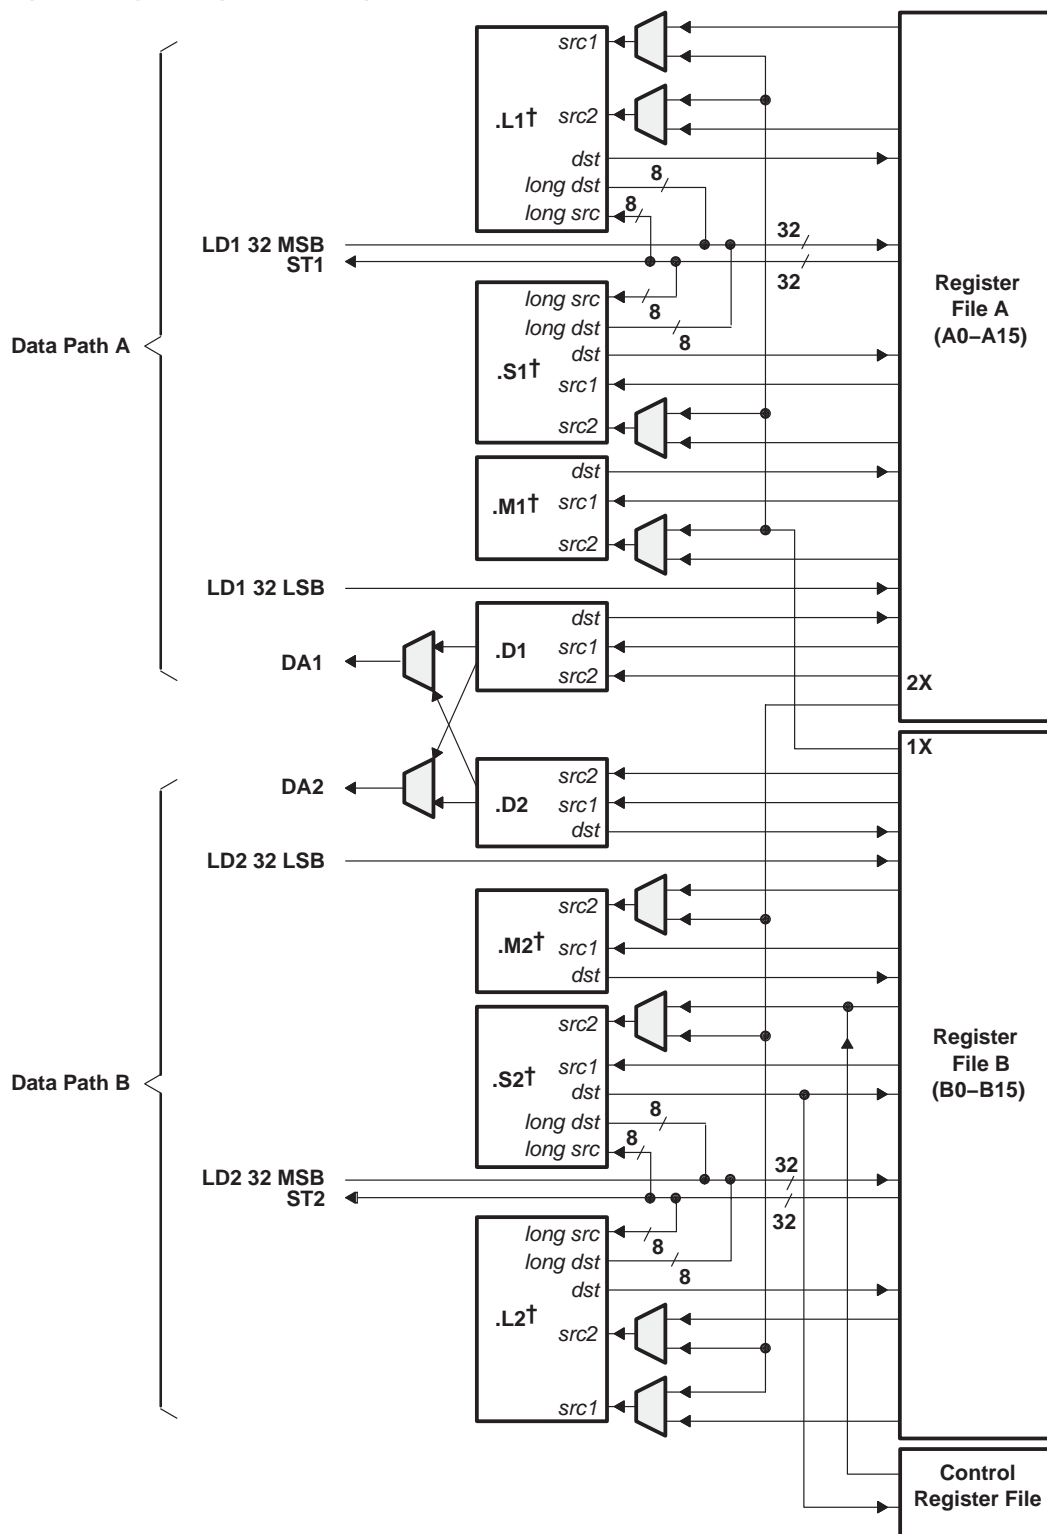 src1
.L1†
src2
dst
8
long dst
8
long src
LD1 32 MSB
32
ST1
32
Register
File A
(A0–A15)
long src
8
long dst
8
Data Path A
dst
.S1†
src1
src2
dst
.M1†
src1
src2
LD1 32 LSB
dst
.D1
src1
DA1
src2
2X
1X
DA2
src2
.D2
src1
dst
LD2 32 LSB
src2
.M2†
src1
dst
src2
Register
File B
(B0–B15)
src1
.S2†
Data Path B
dst
8
long dst
8
long src
LD2 32 MSB
32
ST2
32
long src
8
long dst
8
dst
.L2†
src2
src1
Control
Register File